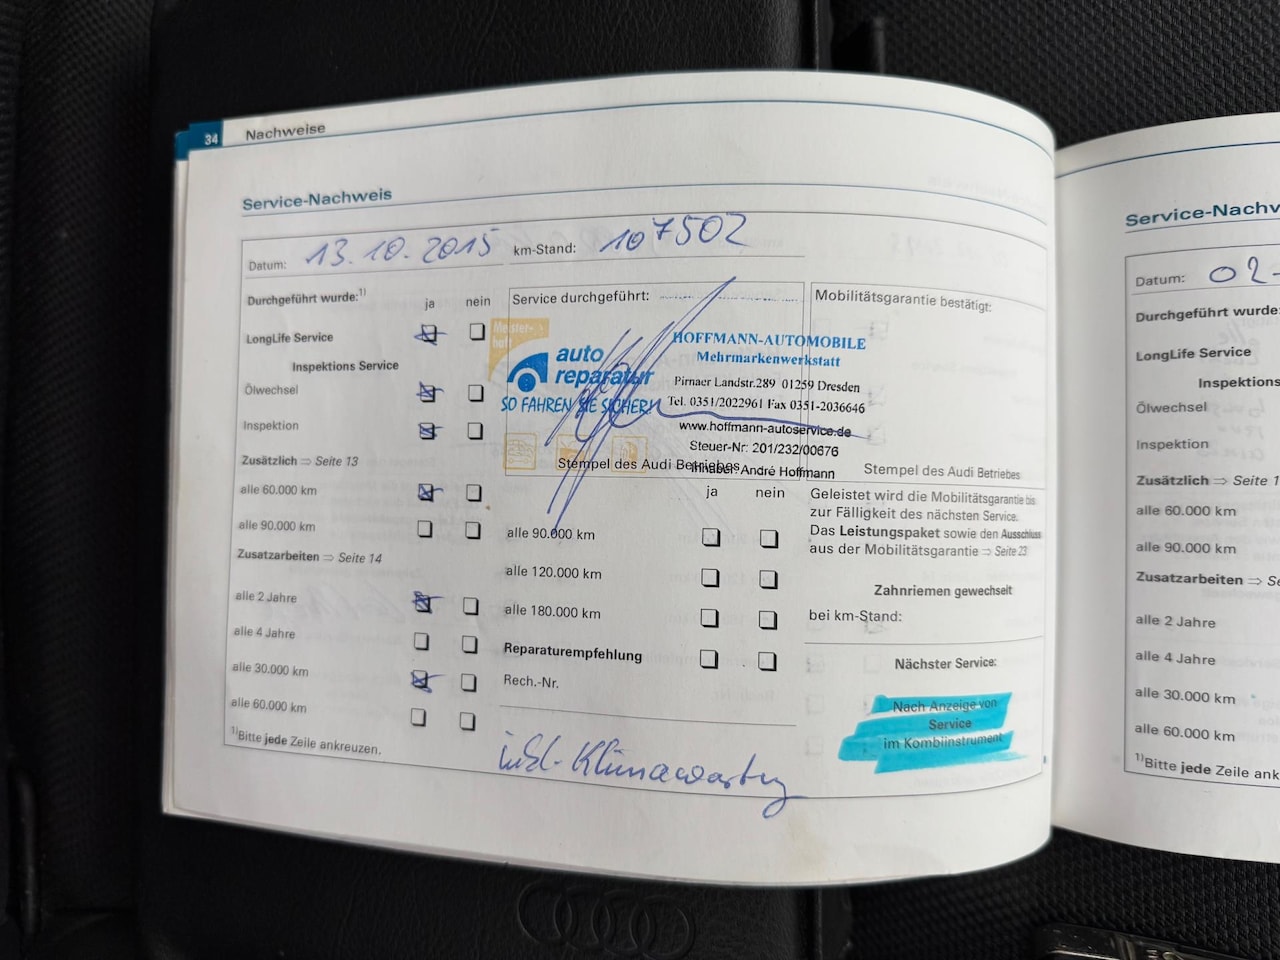 34 Nachweise
Service-Nachweis
Datum: 13.10.2015 km-Stand: 107502
Durchgeführt wurde:1) ja nein
LongLife Service
Inspektions Service
Ölwechsel
Inspektion
Zusätzlich ⇒ Seite 13
alle 60.000 km
alle 90.000 km
Zusatzarbeiten ⇒ Seite 14
alle 2 Jahre
alle 4 Jahre
alle 30.000 km
alle 60.000 km
1)Bitte jede Zeile ankreuzen.
Service durchgeführt:
Meister-
haft
auto
reparatur
SO FAHREN SIE SICHER!
HOFFMANN-AUTOMOBILE
Mehrmarkenwerkstatt
Pirnaer Landstr.289 01259 Dresden
Tel. 0351/2022961 Fax 0351-2036646
www.hoffmann-autoservice.de
Steuer-Nr: 201/232/00676
Inhaber André Hoffmann
Stempel des Audi Betriebes
ja nein
alle 90.000 km
alle 120.000 km
alle 180.000 km
Reparaturempfehlung
Rech.-Nr.
inkl. Klimawartung
Mobilitätsgarantie bestätigt:
Stempel des Audi Betriebes
Geleistet wird die Mobilitätsgarantie bis
zur Fälligkeit des nächsten Service.
Das Leistungspaket sowie den Ausschluss
aus der Mobilitätsgarantie ⇒ Seite 23
Zahnriemen gewechselt
bei km-Stand:
Nächster Service:
Nach Anzeige von
Service
im Kombiinstrument
Service-Nachw
Datum: 02-
Durchgeführt wurde:
LongLife Service
Inspektions
Ölwechsel
Inspektion
Zusätzlich ⇒ Seite 1
alle 60.000 km
alle 90.000 km
Zusatzarbeiten ⇒ Se
alle 2 Jahre
alle 4 Jahre
alle 30.000 km
alle 60.000 km
1)Bitte jede Zeile ank